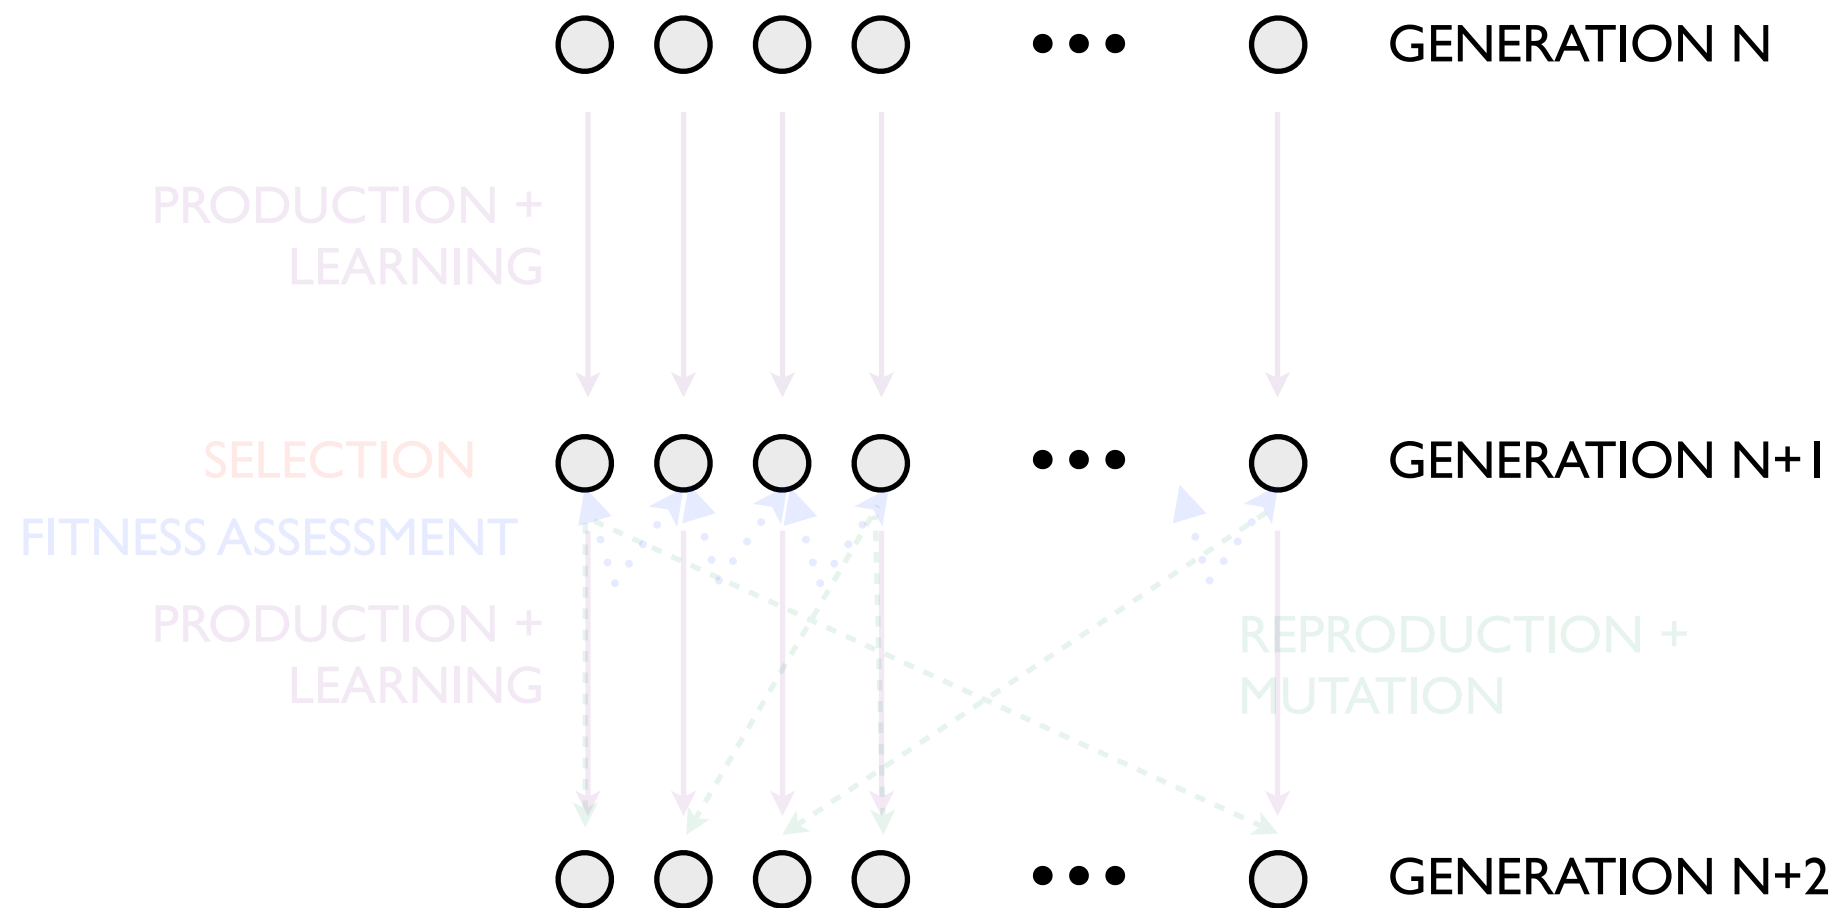 GENERATION N
PRODUCTION +
LEARNING
SELECTION
GENERATION N+1
FITNESS ASSESSMENT
PRODUCTION +
LEARNING
REPRODUCTION +
MUTATION
GENERATION N+2